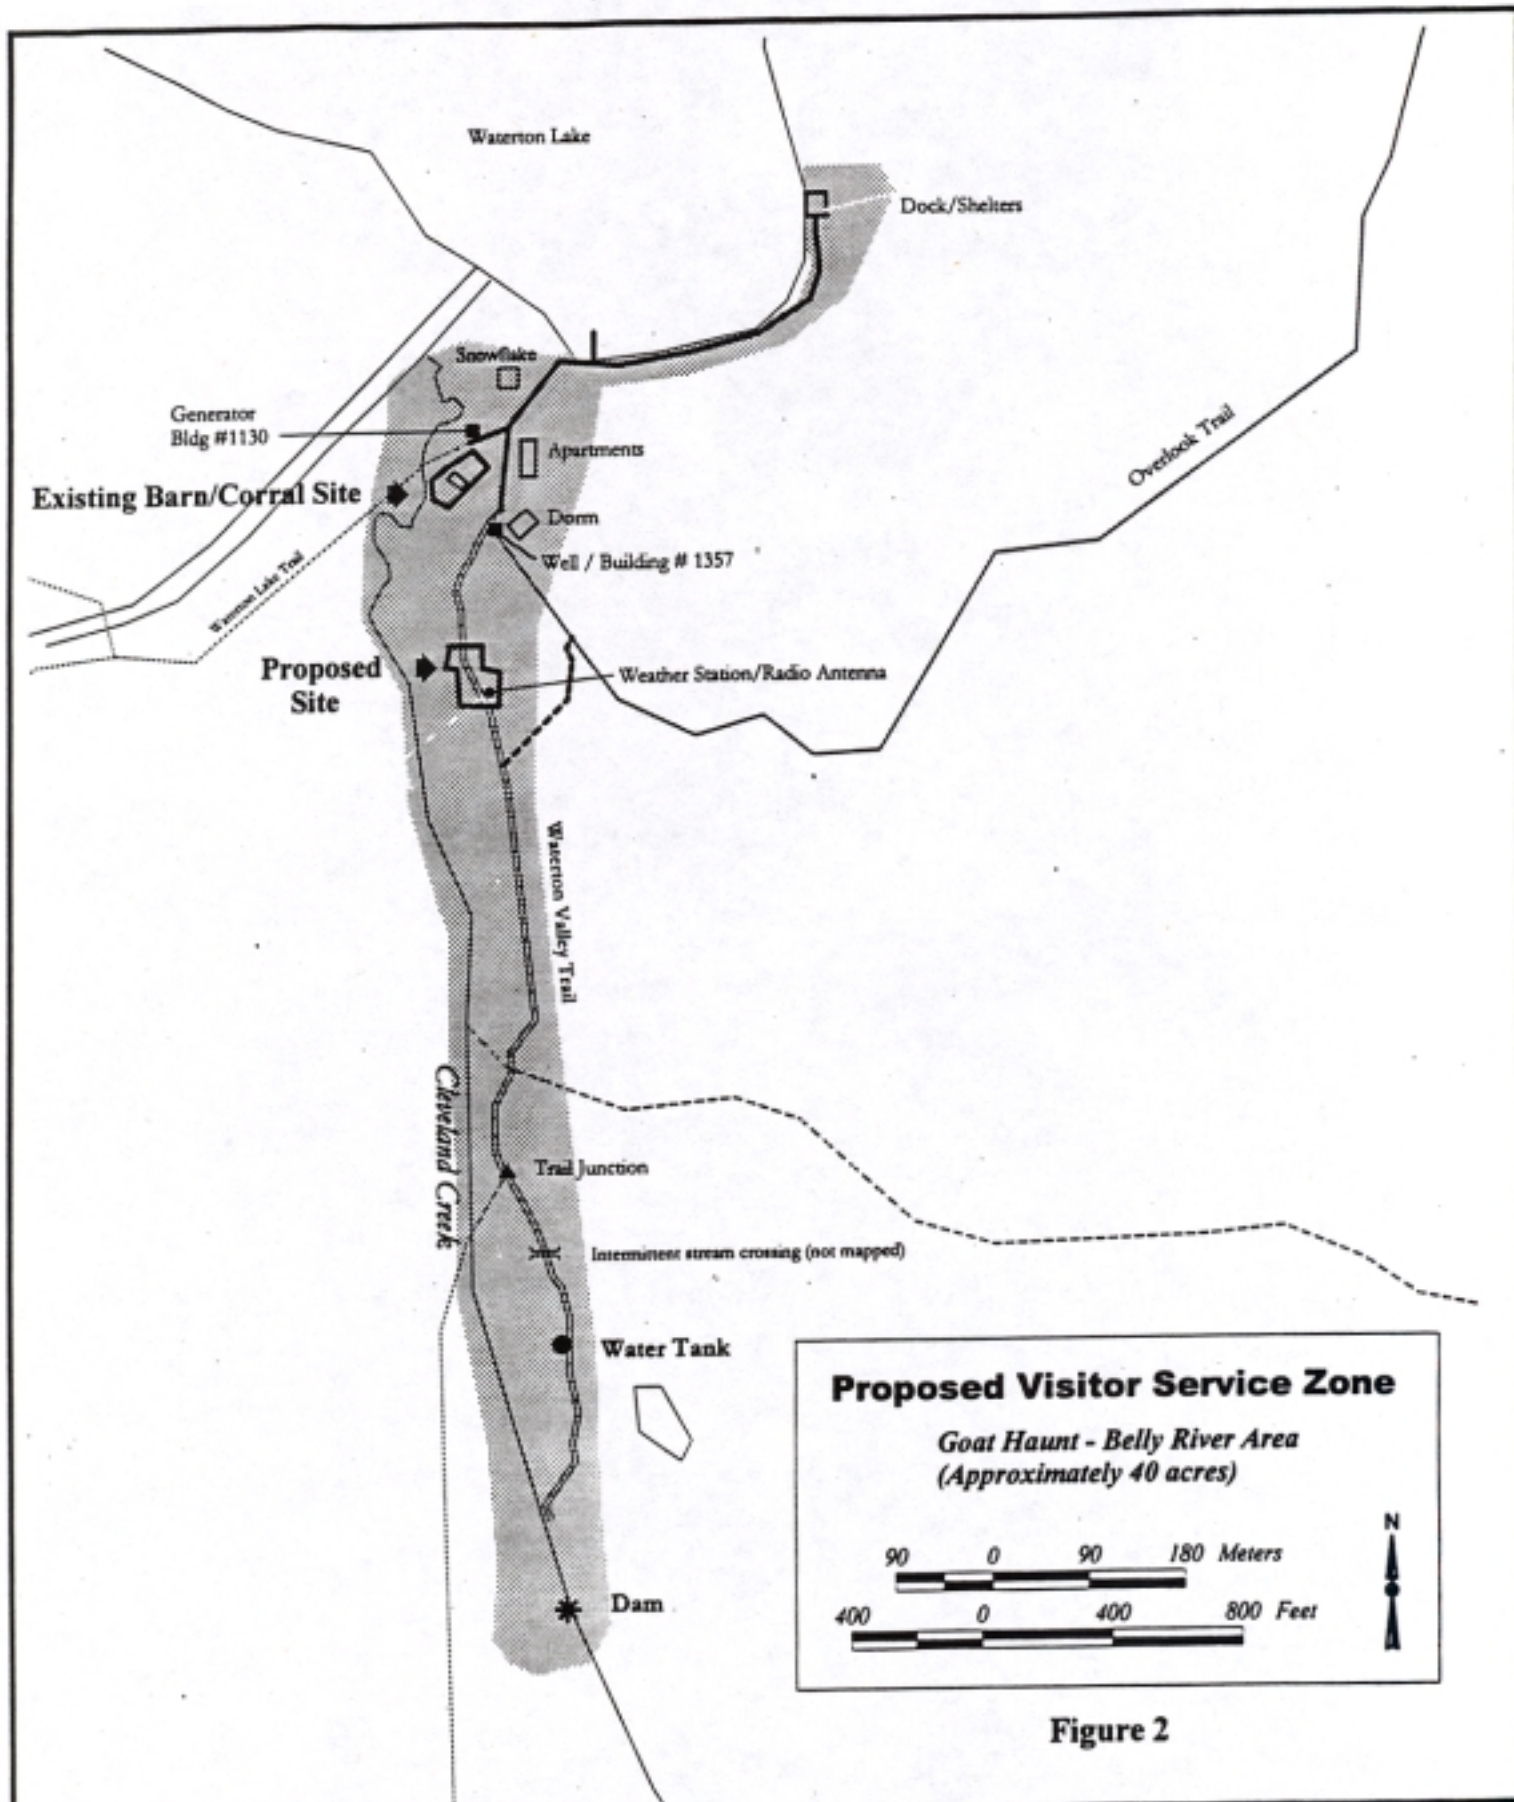 Waterton Lake
Dock/Shelters
Snowflake
Generator
Bldg #1130
Apartments
Existing Barn/Corral Site
Overlook Trail
Dorm
Well / Building # 1357
Waterton Lake Trail
Proposed
Site
Weather Station/Radio Antenna
Waterton Valley Trail
Cleveland Creek
Trail Junction
Intermittent stream crossing (not mapped)
Water Tank
Proposed Visitor Service Zone
Goat Haunt - Belly River Area
(Approximately 40 acres)
N
90 0 90 180 Meters
400 0 400 800 Feet
Dam
Figure 2